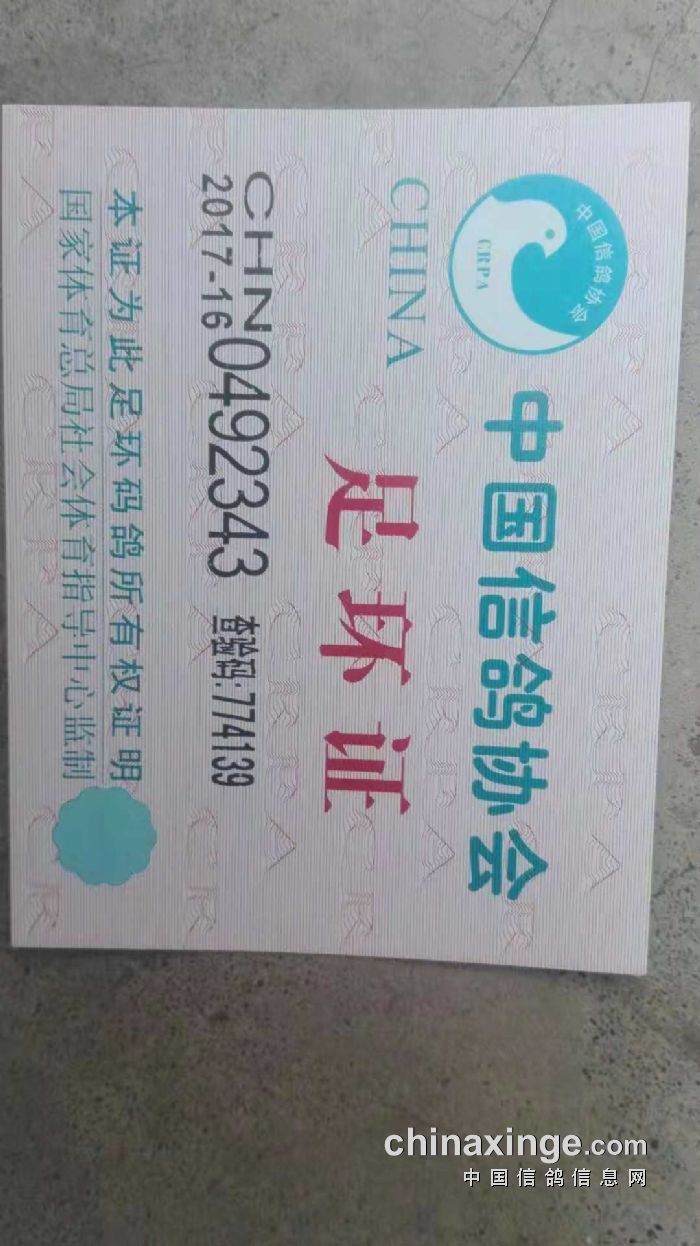 中国信鸽协会
CRPA
中国信鸽协会
CHINA
足环证
CHN
2017-16 0492343 查验码:774139
本证为此足环码鸽所有权证明
国家体育总局社会体育指导中心监制
chinaxinge.com
中国信鸽信息网